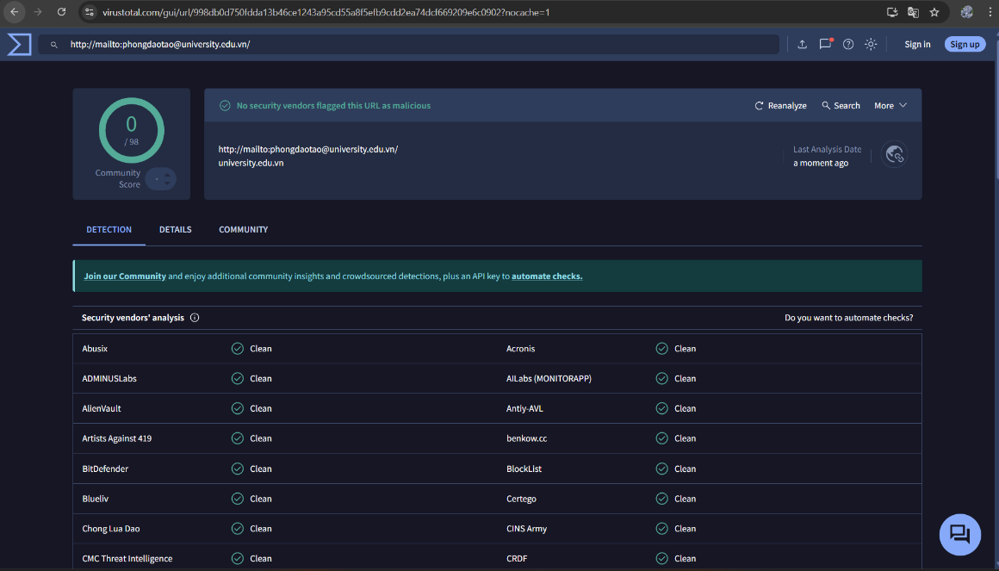 virustotal.com/gui/url/998db0d750fdda13b46ce1243a95cd55a8f5efb9cdd2ea74dcf669209e6c0902?nocache=1
http://mailto:phongdaotao@university.edu.vn/
Sign in
Sign up
0
/ 98
Community
Score
No security vendors flagged this URL as malicious
Reanalyze
Search
More
http://mailto:phongdaotao@university.edu.vn/
university.edu.vn
Last Analysis Date
a moment ago
DETECTION
DETAILS
COMMUNITY
Join our Community and enjoy additional community insights and crowdsourced detections, plus an API key to automate checks.
Security vendors' analysis
Do you want to automate checks?
Abusix Clean Acronis Clean
ADMINUSLabs Clean AILabs (MONITORAPP) Clean
AlienVault Clean Antiy-AVL Clean
Artists Against 419 Clean benkow.cc Clean
BitDefender Clean BlockList Clean
Blueliv Clean Certego Clean
Chong Lua Dao Clean CINS Army Clean
CMC Threat Intelligence Clean CRDF Clean